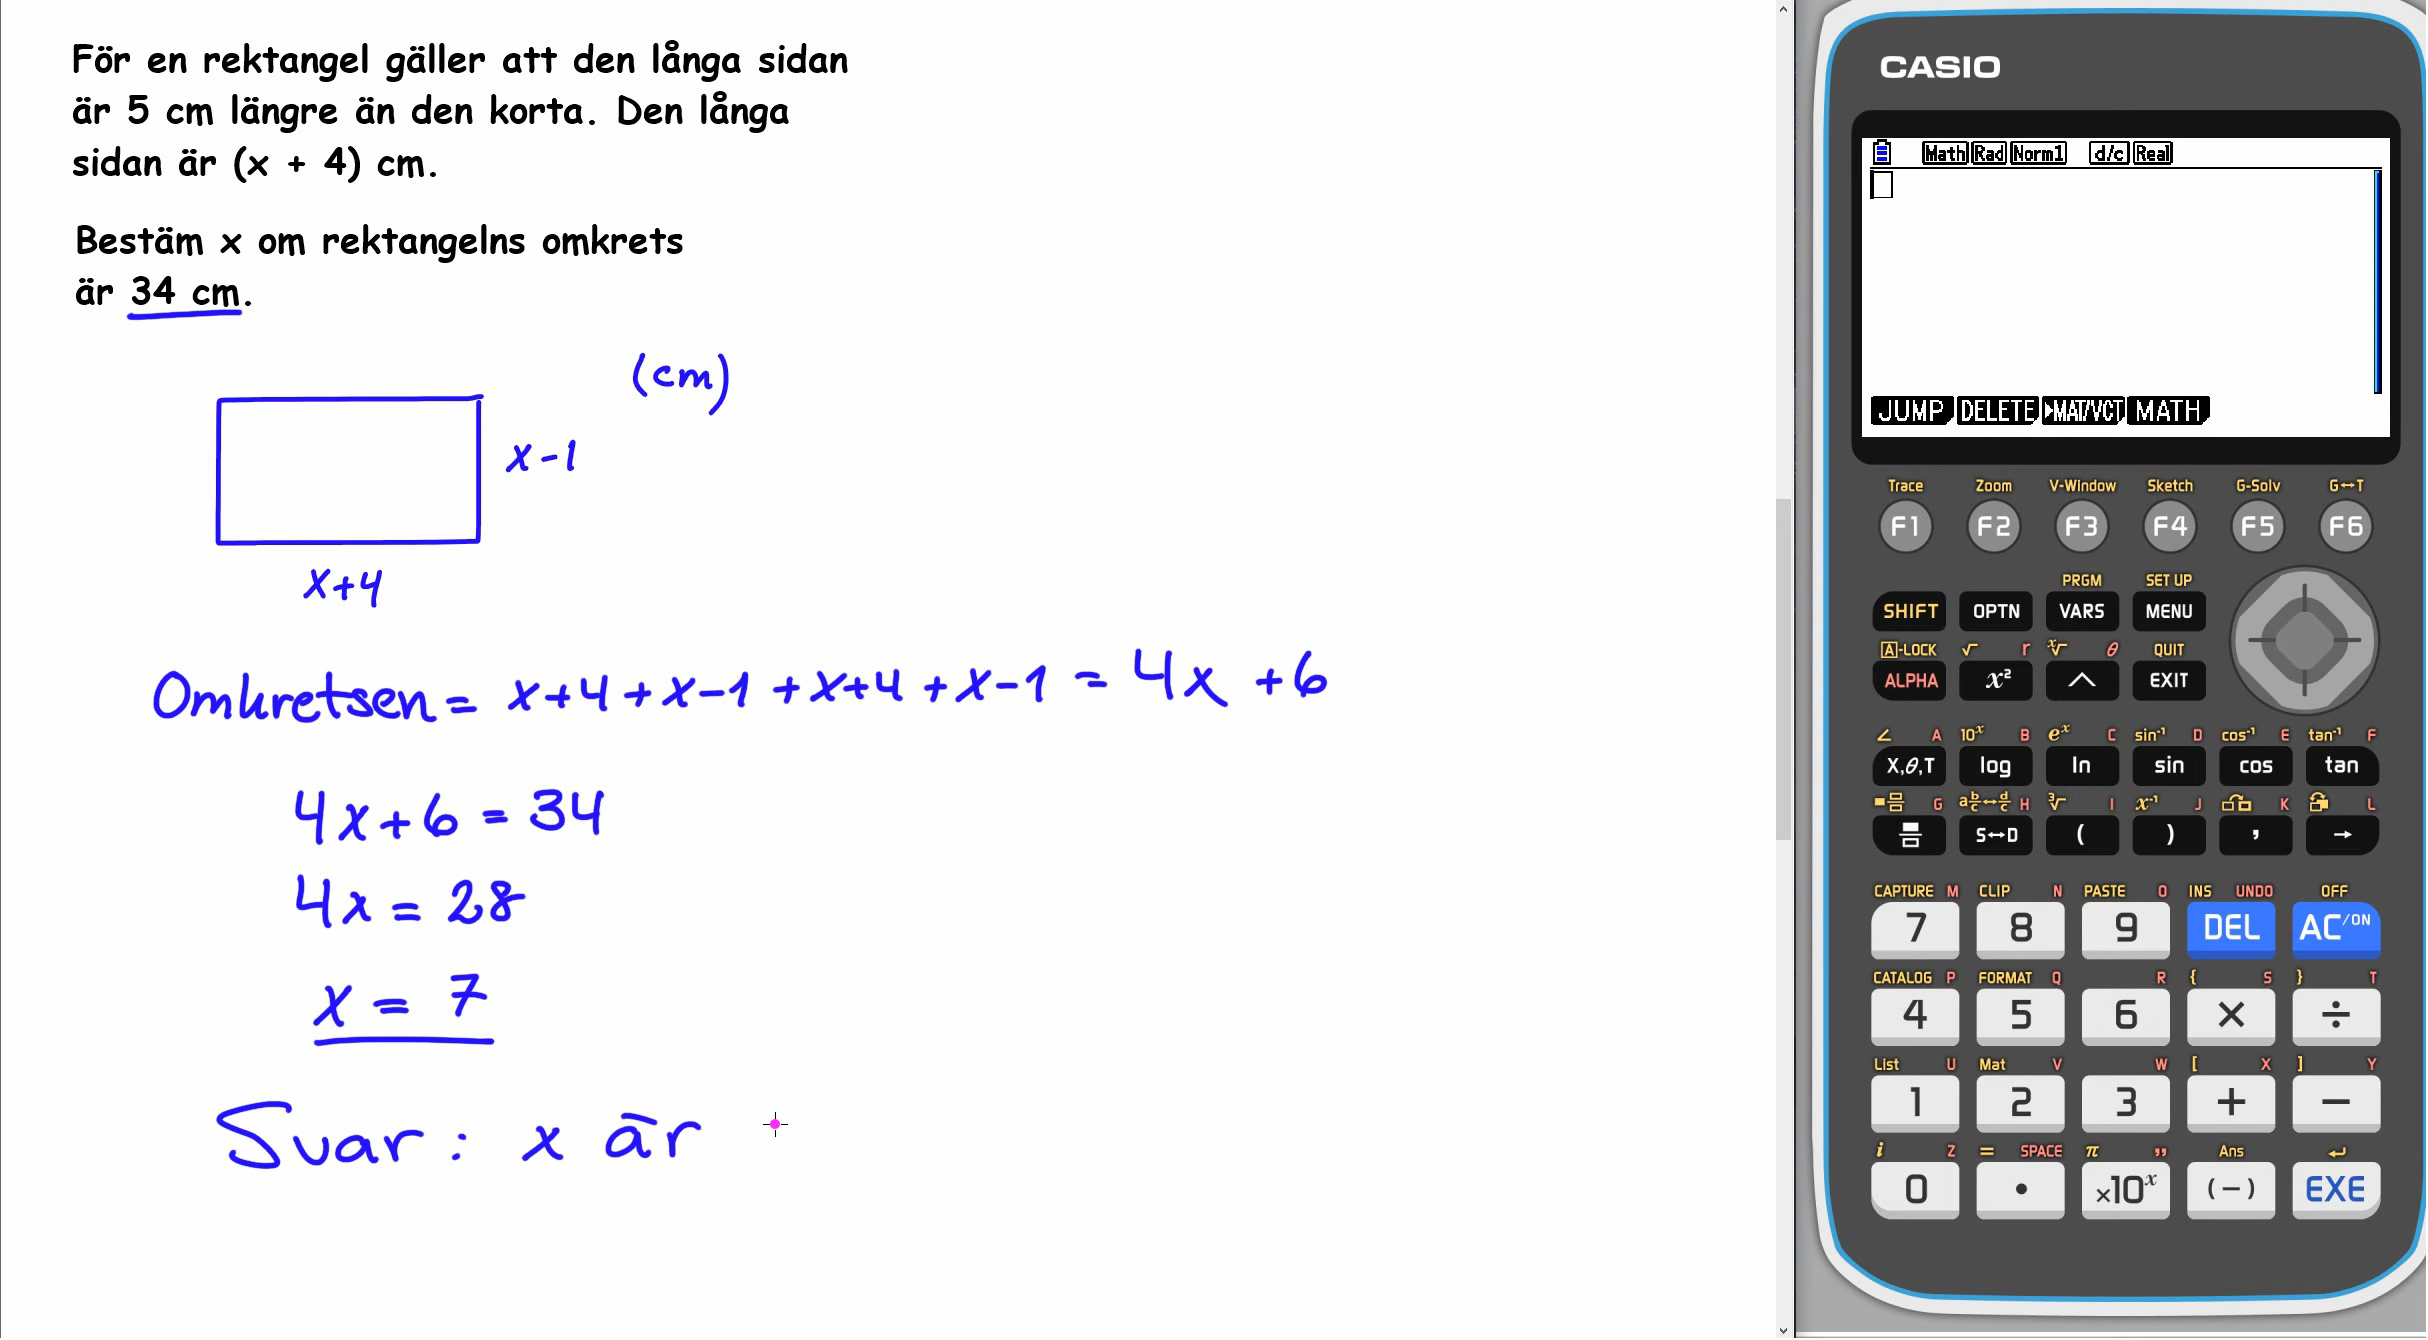 För en rektangel gäller att den långa sidan
är 5 cm längre än den korta. Den långa
sidan är (x + 4) cm.
Bestäm x om rektangelns omkrets
är 34 cm.
(cm)
x-1
x+4
Omkretsen = x+4+x-1+x+4+x-1 = 4x +6
4x+6 = 34
4x = 28
x = 7
Svar: x är
CASIO
Math Rad Norm1 d/c Real
JUMP DELETE ▸MAT/VCT MATH
Trace Zoom V-Window Sketch G-Solv G↔T
F1 F2 F3 F4 F5 F6
PRGM SET UP
SHIFT OPTN VARS MENU
A-LOCK √ r ˣ√ θ QUIT
ALPHA x² ^ EXIT
∠ A 10ˣ B eˣ C sin⁻¹ D cos⁻¹ E tan⁻¹ F
X,θ,T log ln sin cos tan
G a b/c↔d/c H ³√ I x⁻¹ J K L
S↔D ( ) , →
CAPTURE M CLIP N PASTE O INS UNDO OFF
7 8 9 DEL AC/ON
CATALOG P FORMAT Q R { S } T
4 5 6 × ÷
List U Mat V W [ X ] Y
1 2 3 + −
i Z = SPACE π " Ans ↵
0 . ×10ˣ (−) EXE